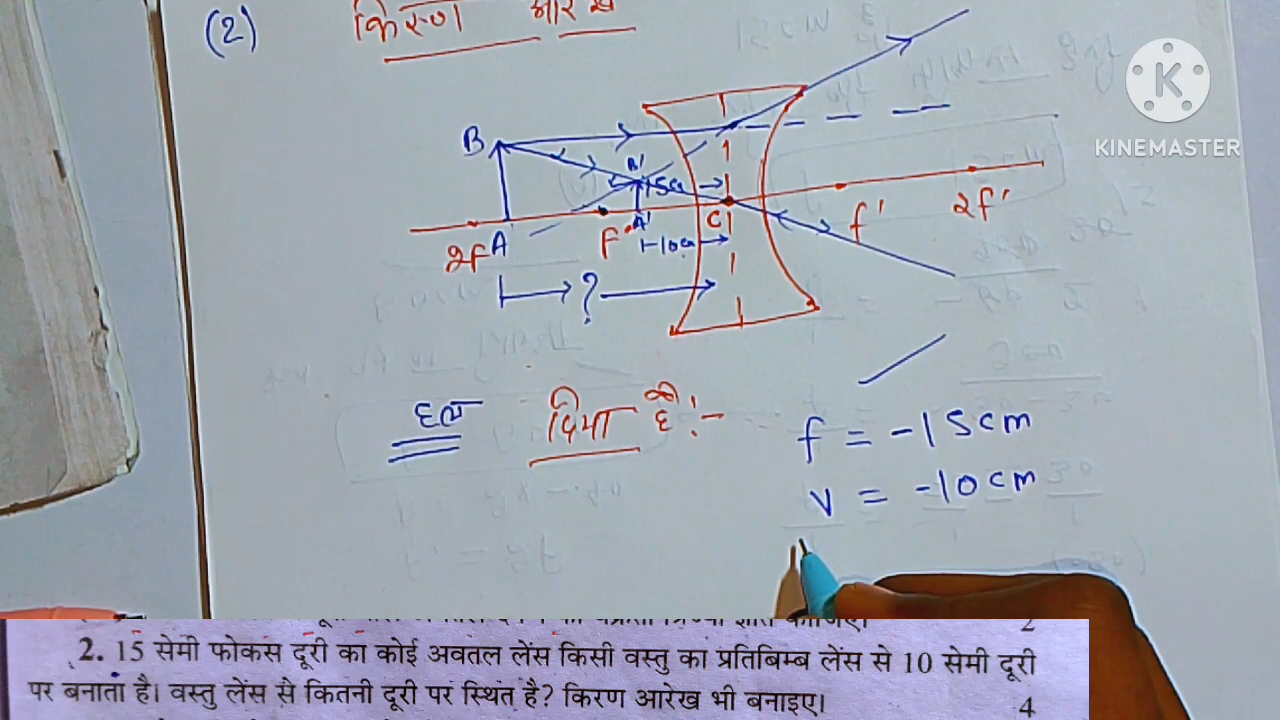 (2) किरण आरेख
KINEMASTER
B
B'
15cm
2F A F A' C f' 2f'
10cm
?
हल दिया है :-
f = -15cm
v = -10cm
2
2. 15 सेमी फोकस दूरी का कोई अवतल लेंस किसी वस्तु का प्रतिबिम्ब लेंस से 10 सेमी दूरी
पर बनाता है। वस्तु लेंस से कितनी दूरी पर स्थित है? किरण आरेख भी बनाइए।
4